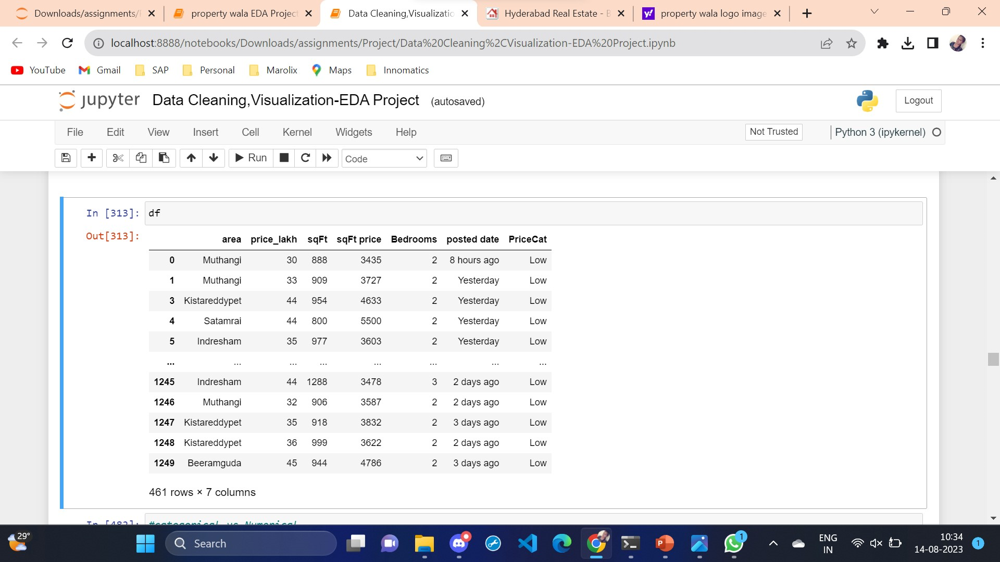 Downloads/assignments/
property wala EDA Project
Data Cleaning,Visualizatio
Hyderabad Real Estate - B
property wala logo image
localhost:8888/notebooks/Downloads/assignments/Project/Data%20Cleaning%2CVisualization-EDA%20Project.ipynb
YouTube Gmail SAP Personal Marolix Maps Innomatics
jupyter Data Cleaning,Visualization-EDA Project (autosaved) Logout
File Edit View Insert Cell Kernel Widgets Help Not Trusted Python 3 (ipykernel)
Run Code
In [313]: df
Out[313]:
area price_lakh sqFt sqFt price Bedrooms posted date PriceCat
0 Muthangi 30 888 3435 2 8 hours ago Low
1 Muthangi 33 909 3727 2 Yesterday Low
3 Kistareddypet 44 954 4633 2 Yesterday Low
4 Satamrai 44 800 5500 2 Yesterday Low
5 Indresham 35 977 3603 2 Yesterday Low
... ... ... ... ... ... ... ...
1245 Indresham 44 1288 3478 3 2 days ago Low
1246 Muthangi 32 906 3587 2 2 days ago Low
1247 Kistareddypet 35 918 3832 2 3 days ago Low
1248 Kistareddypet 36 999 3622 2 2 days ago Low
1249 Beeramguda 45 944 4786 2 3 days ago Low
461 rows × 7 columns
In [482]: #categorical vs Numerical
29°
Search
1
ENG
IN
10:34
14-08-2023
1